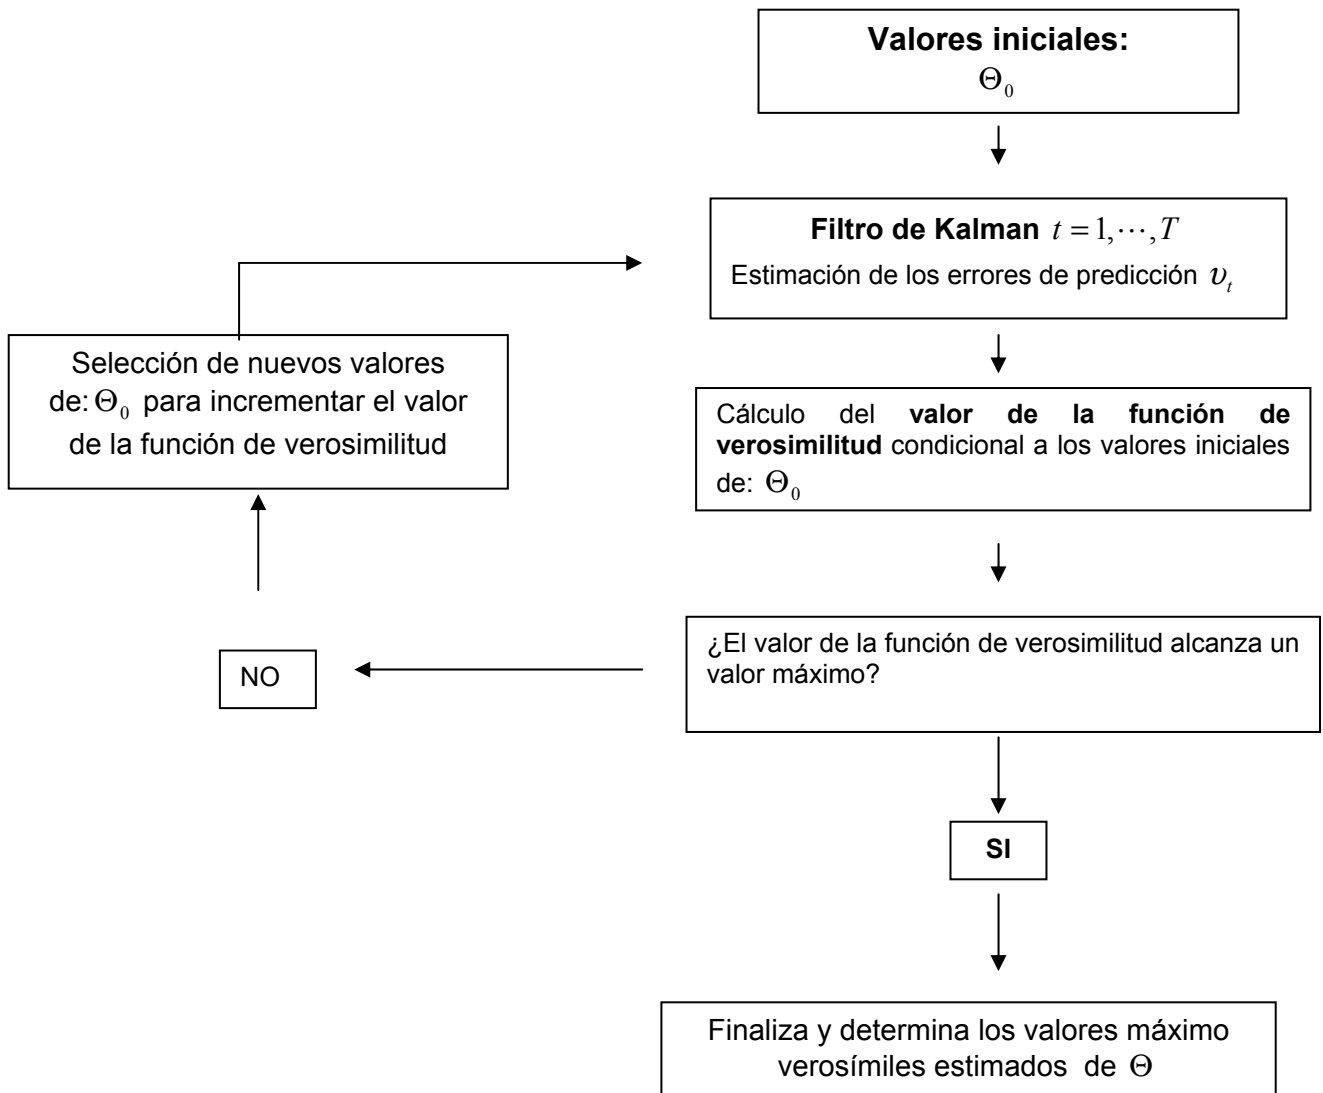 Valores iniciales:
Θ₀
Filtro de Kalman t = 1,⋯,T
Estimación de los errores de predicción υₜ
Selección de nuevos valores
de: Θ₀ para incrementar el valor
de la función de verosimilitud
Cálculo del valor de la función de
verosimilitud condicional a los valores iniciales
de: Θ₀
¿El valor de la función de verosimilitud alcanza un
valor máximo?
NO
SI
Finaliza y determina los valores máximo
verosímiles estimados de Θ